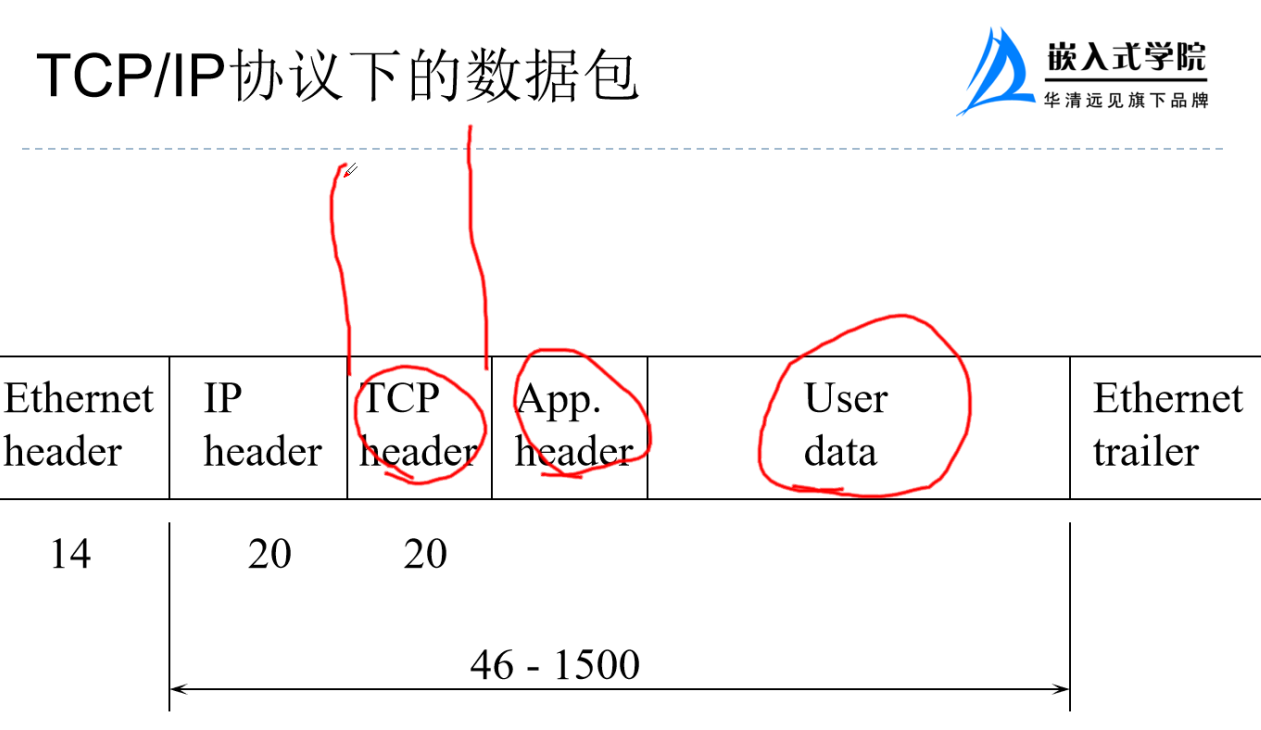 TCP/IP协议下的数据包
嵌入式学院
华清远见旗下品牌
Ethernet header
IP header
TCP header
App. header
User data
Ethernet trailer
14
20
20
46 - 1500